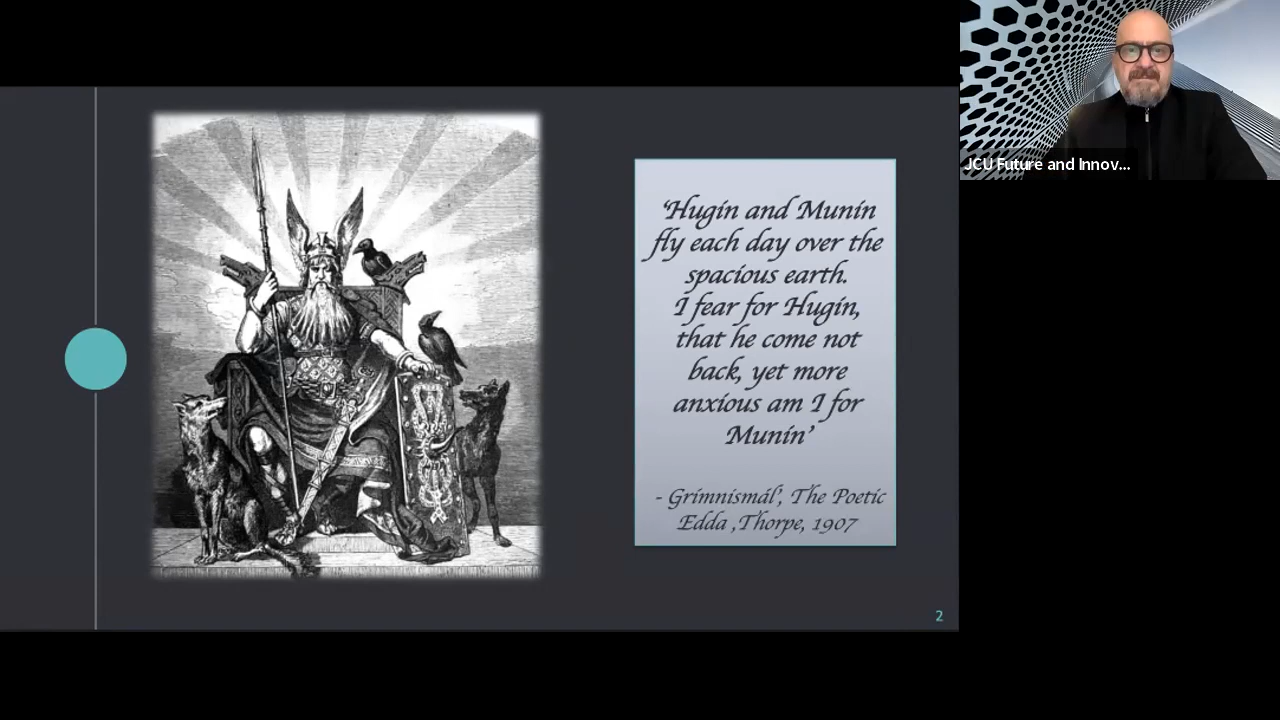 ‘Hugin and Munin
fly each day over the
spacious earth.
I fear for Hugin,
that he come not
back, yet more
anxious am I for
Munin’
- Grímnismál’, The Poetic
Edda ,Thorpe, 1907
2
JCU Future and Innov...